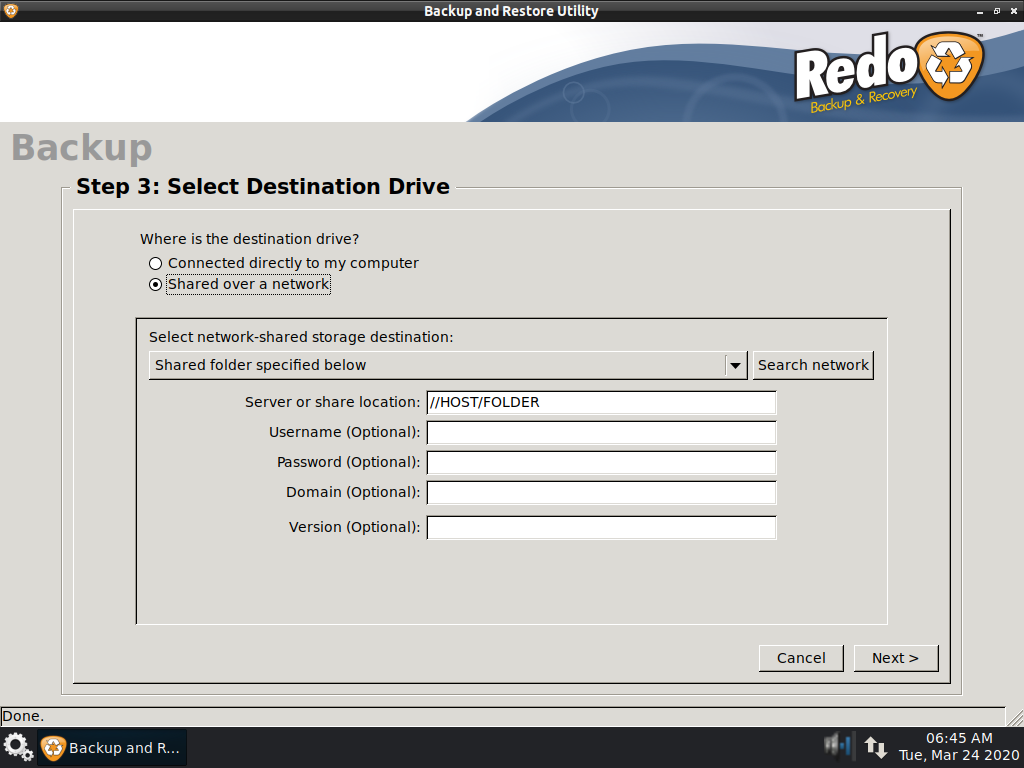 Backup and Restore Utility
Redo
™
Backup & Recovery
Backup
Step 3: Select Destination Drive
Where is the destination drive?
Connected directly to my computer
Shared over a network
Select network-shared storage destination:
Shared folder specified below
Search network
Server or share location: //HOST/FOLDER
Username (Optional):
Password (Optional):
Domain (Optional):
Version (Optional):
Cancel
Next >
Done.
Backup and R...
06:45 AM
Tue, Mar 24 2020